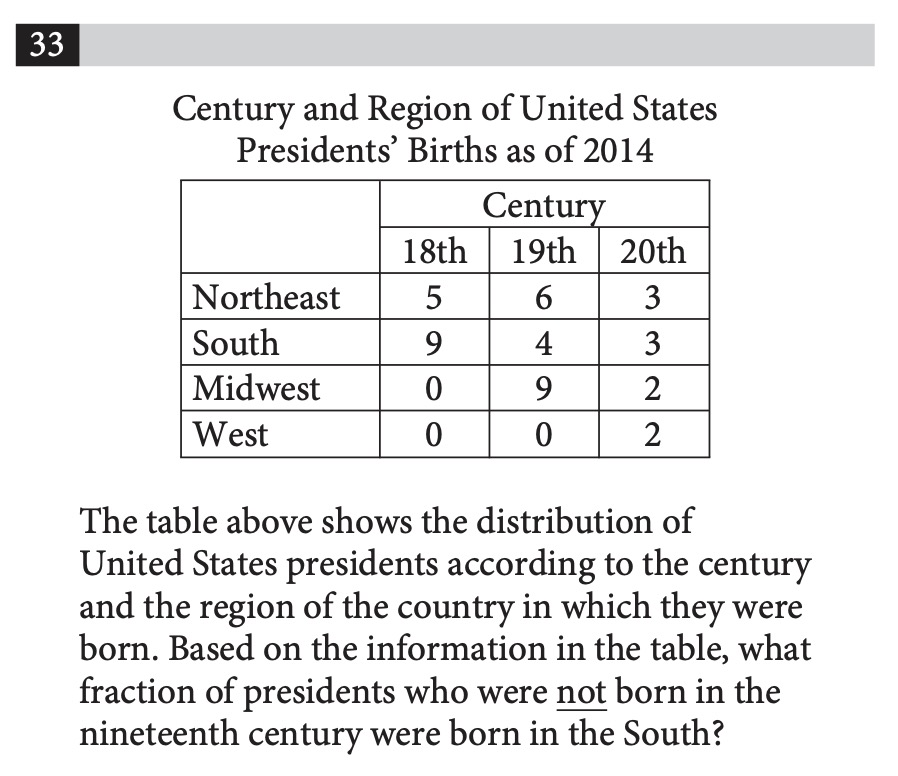 33
Century and Region of United States
Presidents’ Births as of 2014
Century
18th 19th 20th
Northeast 5 6 3
South 9 4 3
Midwest 0 9 2
West 0 0 2
The table above shows the distribution of
United States presidents according to the century
and the region of the country in which they were
born. Based on the information in the table, what
fraction of presidents who were not born in the
nineteenth century were born in the South?